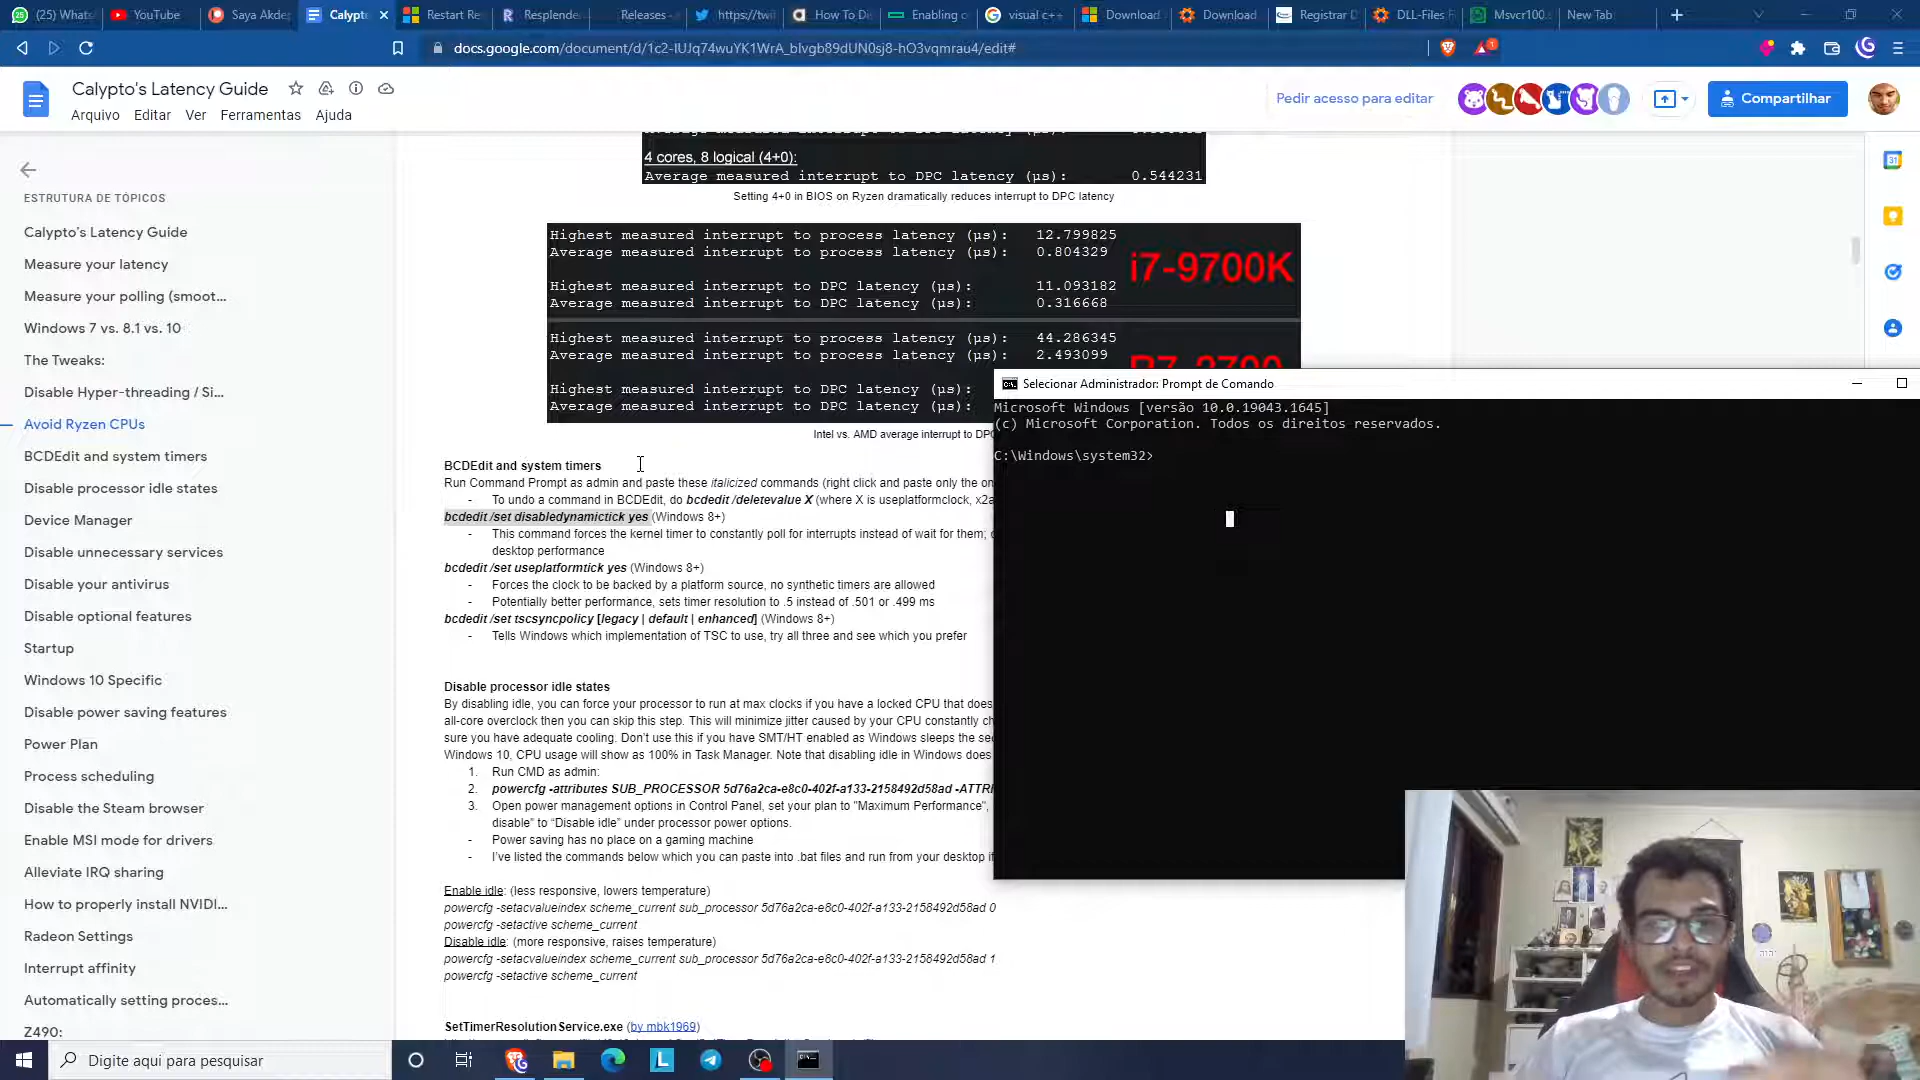 (25) Whats
YouTube
Saya Akde
Calypt
Restart Re
Resplende
Releases -
https://twi
How To D
Enabling o
visual c++
Download
Download
Registrar D
DLL-Files F
Msvcr100.
New Tab
docs.google.com/document/d/1c2-lUJq74wuYK1WrA_bIvgb89dUN0sj8-hO3vqmrau4/edit#
1
Calypto's Latency Guide
Arquivo Editar Ver Ferramentas Ajuda
Pedir acesso para editar
Compartilhar
31
ESTRUTURA DE TÓPICOS
Calypto's Latency Guide
Measure your latency
Measure your polling (smoot...
Windows 7 vs. 8.1 vs. 10
The Tweaks:
Disable Hyper-threading / Si...
Avoid Ryzen CPUs
BCDEdit and system timers
Disable processor idle states
Device Manager
Disable unnecessary services
Disable your antivirus
Disable optional features
Startup
Windows 10 Specific
Disable power saving features
Power Plan
Process scheduling
Disable the Steam browser
Enable MSI mode for drivers
Alleviate IRQ sharing
How to properly install NVIDI...
Radeon Settings
Interrupt affinity
Automatically setting proces...
Z490:
4 cores, 8 logical (4+0):
Average measured interrupt to DPC latency (µs): 0.544231
Setting 4+0 in BIOS on Ryzen dramatically reduces interrupt to DPC latency
Highest measured interrupt to process latency (µs): 12.799825
Average measured interrupt to process latency (µs): 0.804329
i7-9700K
Highest measured interrupt to DPC latency (µs): 11.093182
Average measured interrupt to DPC latency (µs): 0.316668
Highest measured interrupt to process latency (µs): 44.286345
Average measured interrupt to process latency (µs): 2.493099
R7-2700
Highest measured interrupt to DPC latency (µs):
Average measured interrupt to DPC latency (µs):
Intel vs. AMD average interrupt to DPC
BCDEdit and system timers
Run Command Prompt as admin and paste these italicized commands (right click and paste only the on
- To undo a command in BCDEdit, do bcdedit /deletevalue X (where X is useplatformclock, x2a
bcdedit /set disabledynamictick yes (Windows 8+)
- This command forces the kernel timer to constantly poll for interrupts instead of wait for them;
desktop performance
bcdedit /set useplatformtick yes (Windows 8+)
- Forces the clock to be backed by a platform source, no synthetic timers are allowed
- Potentially better performance, sets timer resolution to .5 instead of .501 or .499 ms
bcdedit /set tscsyncpolicy [legacy | default | enhanced] (Windows 8+)
- Tells Windows which implementation of TSC to use, try all three and see which you prefer
Disable processor idle states
By disabling idle, you can force your processor to run at max clocks if you have a locked CPU that does
all-core overclock then you can skip this step. This will minimize jitter caused by your CPU constantly ch
sure you have adequate cooling. Don't use this if you have SMT/HT enabled as Windows sleeps the se
Windows 10, CPU usage will show as 100% in Task Manager. Note that disabling idle in Windows does
1. Run CMD as admin:
2. powercfg -attributes SUB_PROCESSOR 5d76a2ca-e8c0-402f-a133-2158492d58ad -ATTRI
3. Open power management options in Control Panel, set your plan to "Maximum Performance",
disable" to "Disable idle" under processor power options.
- Power saving has no place on a gaming machine
- I've listed the commands below which you can paste into .bat files and run from your desktop if
Enable idle: (less responsive, lowers temperature)
powercfg -setacvalueindex scheme_current sub_processor 5d76a2ca-e8c0-402f-a133-2158492d58ad 0
powercfg -setactive scheme_current
Disable idle: (more responsive, raises temperature)
powercfg -setacvalueindex scheme_current sub_processor 5d76a2ca-e8c0-402f-a133-2158492d58ad 1
powercfg -setactive scheme_current
SetTimerResolutionService.exe (by mbk1969)
Selecionar Administrador: Prompt de Comando
Microsoft Windows [versão 10.0.19043.1645]
(c) Microsoft Corporation. Todos os direitos reservados.
C:\Windows\system32>
Digite aqui para pesquisar